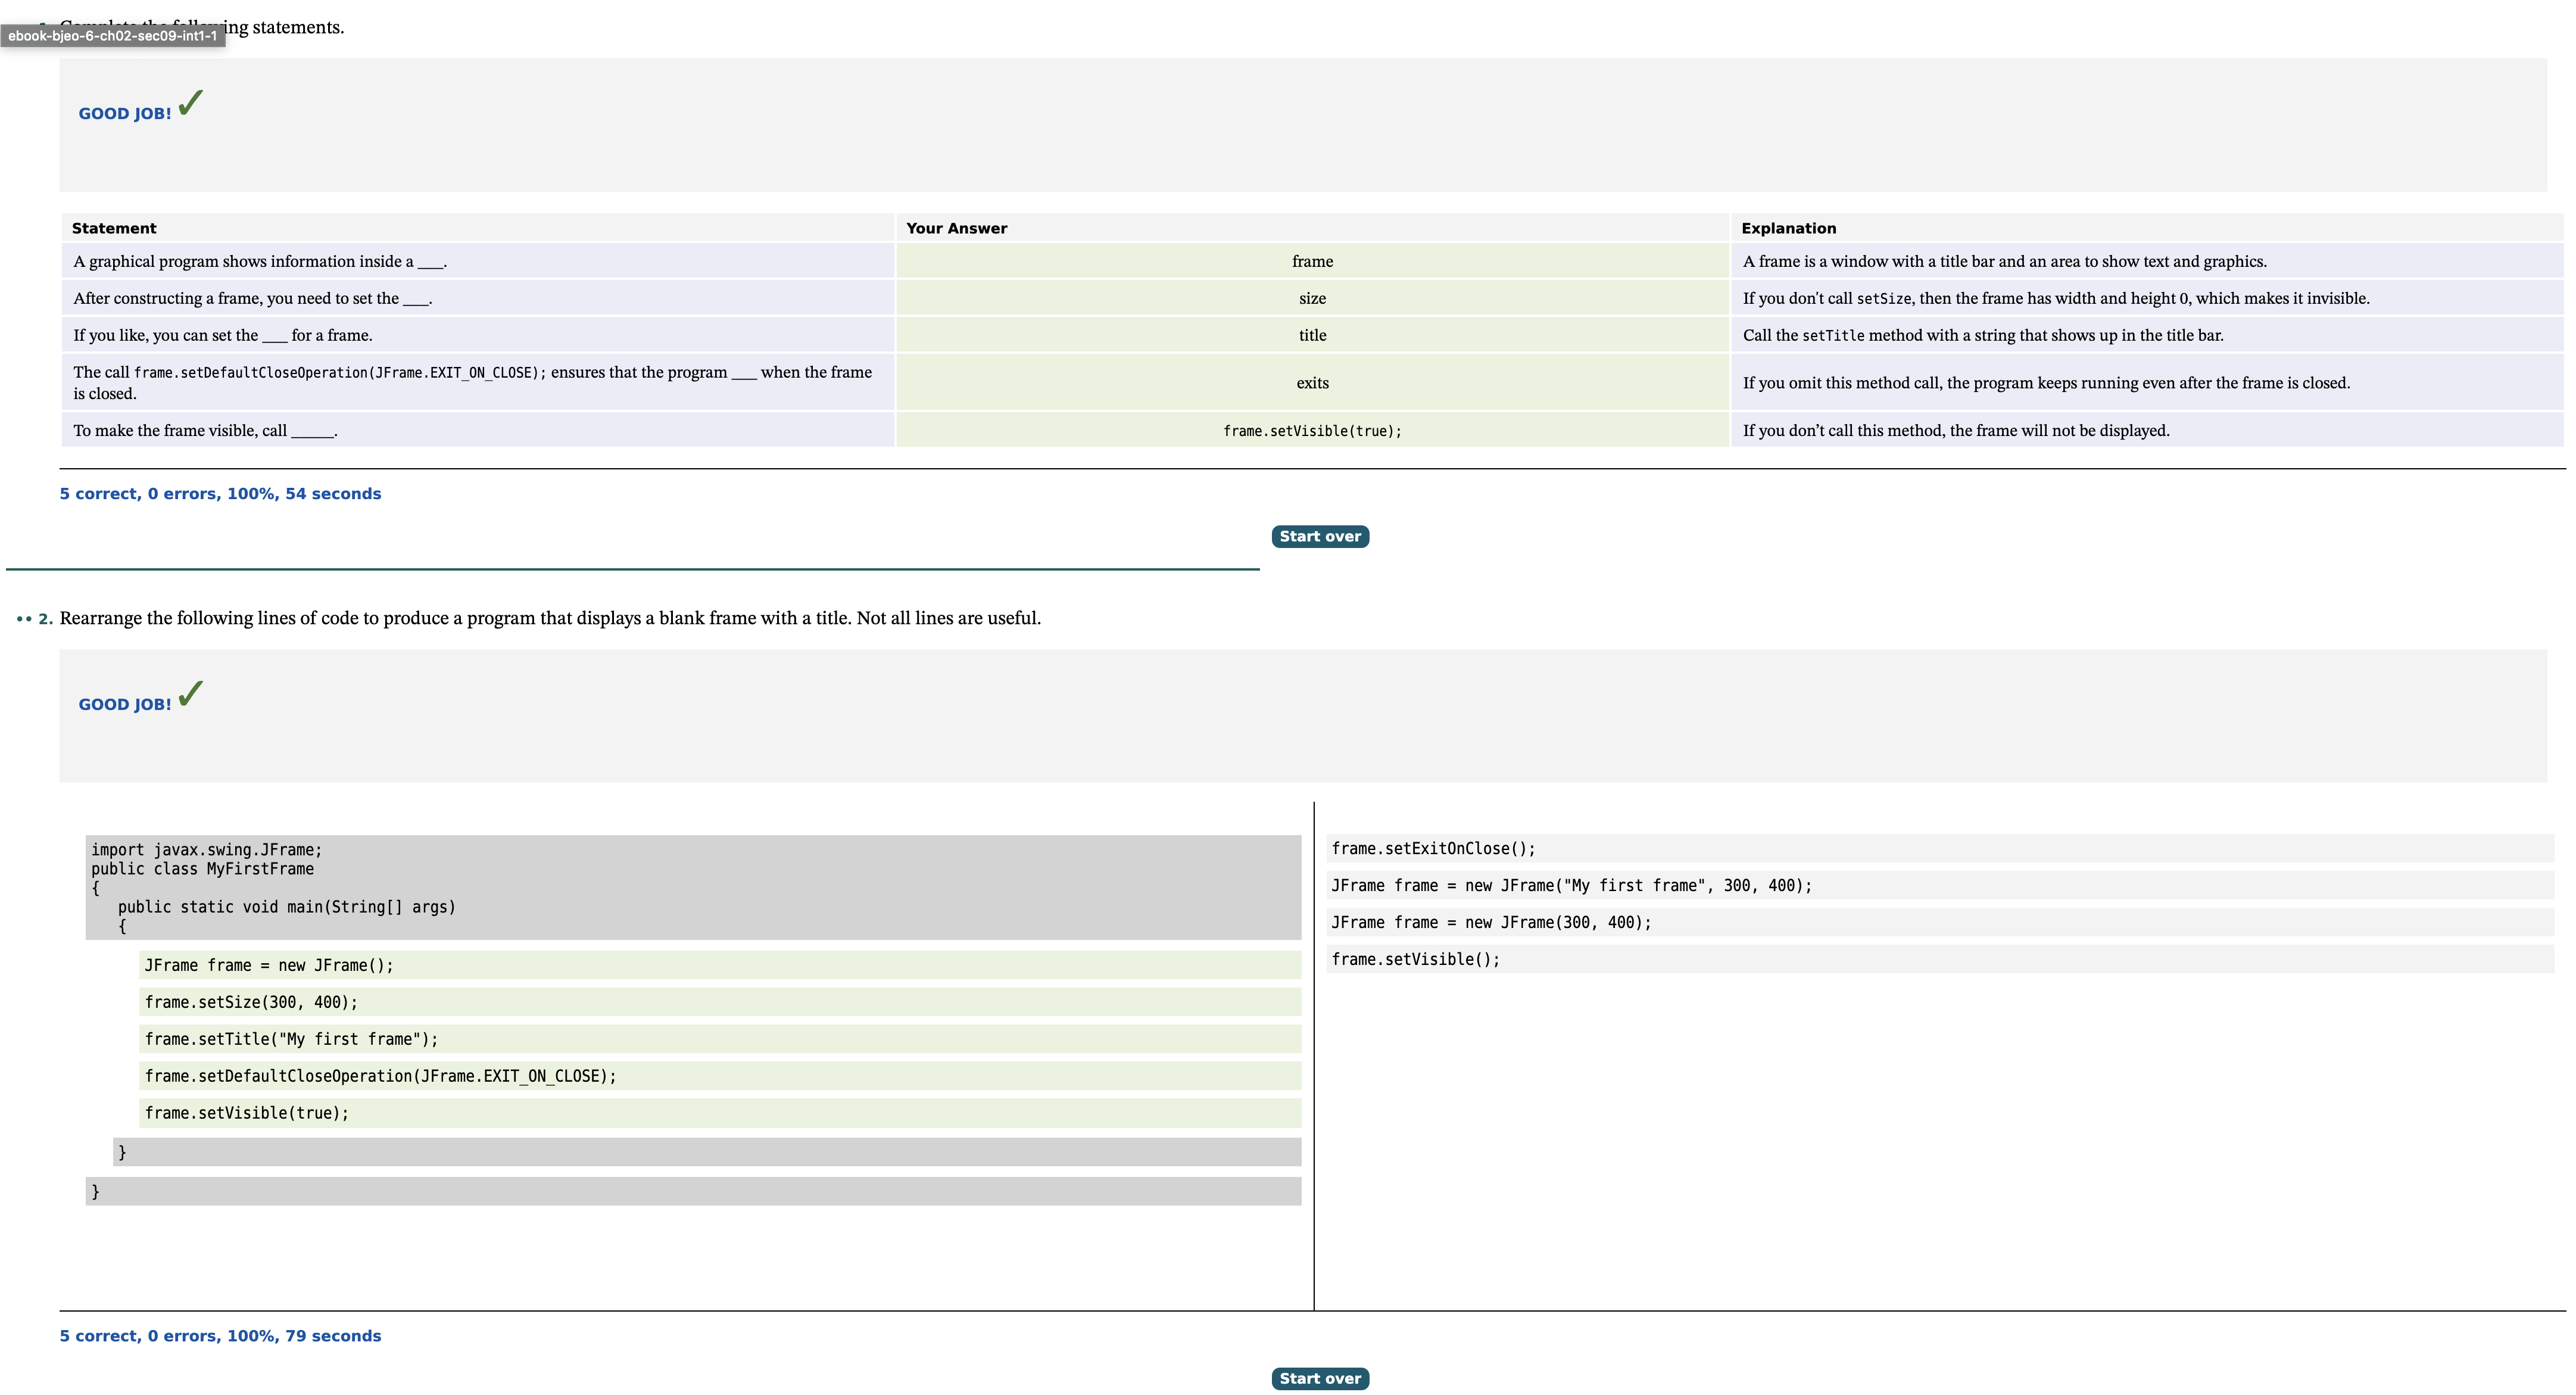 ing statements.
ebook-bjeo-6-ch02-sec09-int1-1
GOOD JOB! ✓
Statement Your Answer Explanation
A graphical program shows information inside a ___. frame A frame is a window with a title bar and an area to show text and graphics.
After constructing a frame, you need to set the ___. size If you don't call setSize, then the frame has width and height 0, which makes it invisible.
If you like, you can set the ___ for a frame. title Call the setTitle method with a string that shows up in the title bar.
The call frame.setDefaultCloseOperation(JFrame.EXIT_ON_CLOSE); ensures that the program ___ when the frame
is closed. exits If you omit this method call, the program keeps running even after the frame is closed.
To make the frame visible, call _____. frame.setVisible(true); If you don’t call this method, the frame will not be displayed.
5 correct, 0 errors, 100%, 54 seconds
Start over
•• 2. Rearrange the following lines of code to produce a program that displays a blank frame with a title. Not all lines are useful.
GOOD JOB! ✓
import javax.swing.JFrame;
public class MyFirstFrame
{
public static void main(String[] args)
{
JFrame frame = new JFrame();
frame.setSize(300, 400);
frame.setTitle("My first frame");
frame.setDefaultCloseOperation(JFrame.EXIT_ON_CLOSE);
frame.setVisible(true);
}
}
frame.setExitOnClose();
JFrame frame = new JFrame("My first frame", 300, 400);
JFrame frame = new JFrame(300, 400);
frame.setVisible();
5 correct, 0 errors, 100%, 79 seconds
Start over